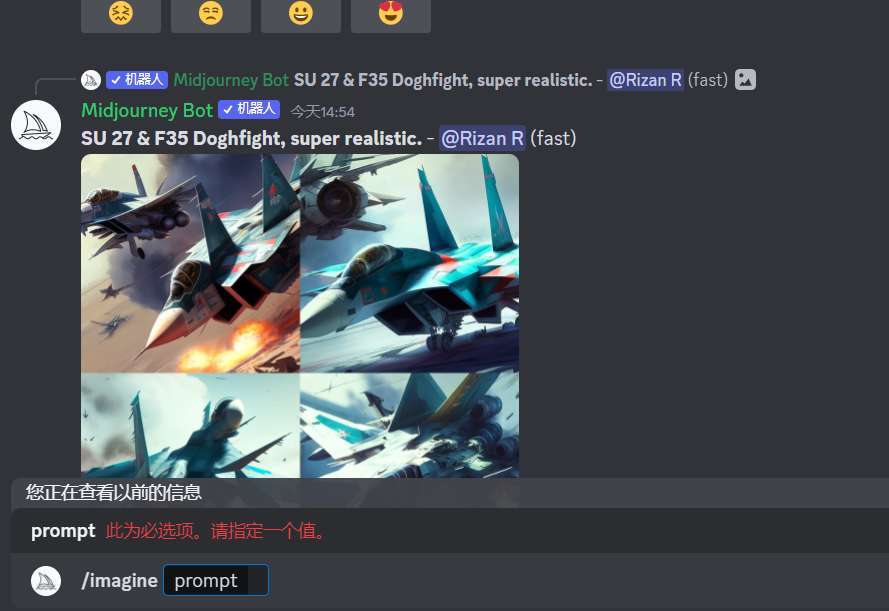 机器人 Midjourney Bot SU 27 & F35 Doghfight, super realistic. - @Rizan R (fast)
Midjourney Bot 机器人 今天14:54
SU 27 & F35 Doghfight, super realistic. - @Rizan R (fast)
您正在查看以前的信息
prompt 此为必选项。请指定一个值。
/imagine prompt